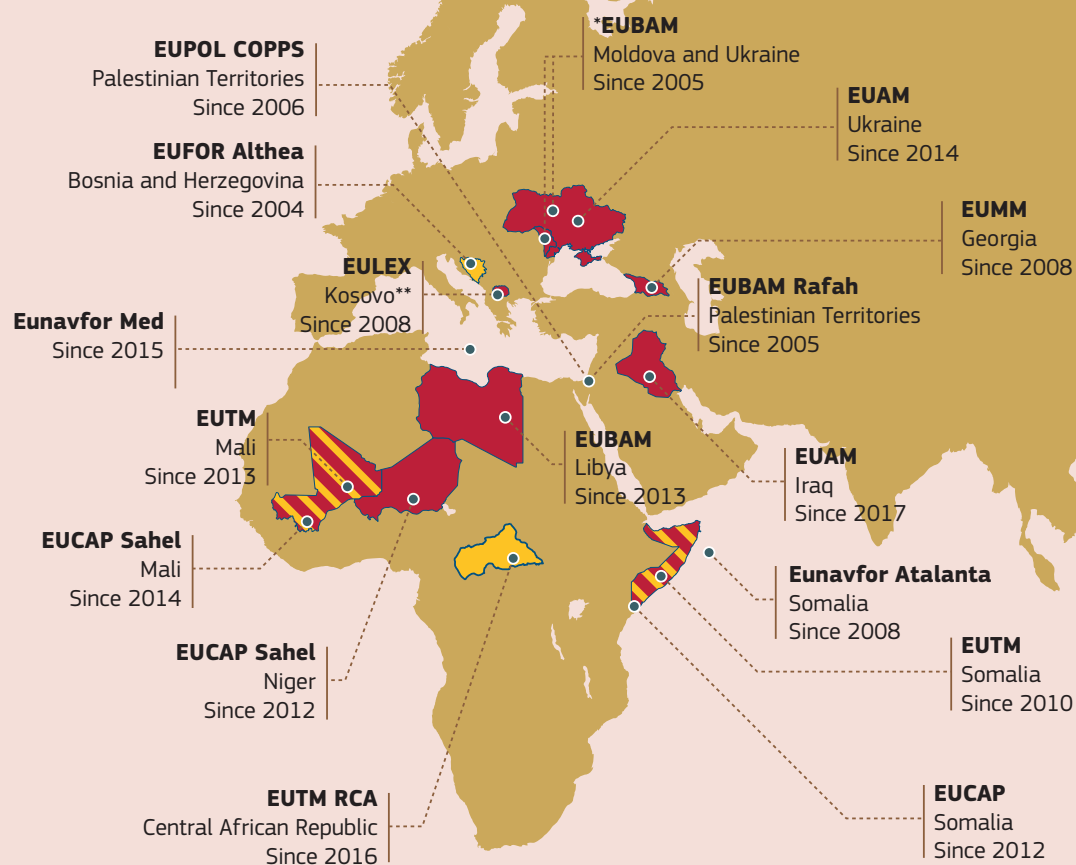 EUPOL COPPS
Palestinian Territories
Since 2006
*EUBAM
Moldova and Ukraine
Since 2005
EUAM
Ukraine
Since 2014
EUFOR Althea
Bosnia and Herzegovina
Since 2004
EUMM
Georgia
Since 2008
EULEX
Kosovo**
Since 2008
EUBAM Rafah
Palestinian Territories
Since 2005
Eunavfor Med
Since 2015
EUTM
Mali
Since 2013
EUBAM
Libya
Since 2013
EUAM
Iraq
Since 2017
EUCAP Sahel
Mali
Since 2014
Eunavfor Atalanta
Somalia
Since 2008
EUCAP Sahel
Niger
Since 2012
EUTM
Somalia
Since 2010
EUTM RCA
Central African Republic
Since 2016
EUCAP
Somalia
Since 2012